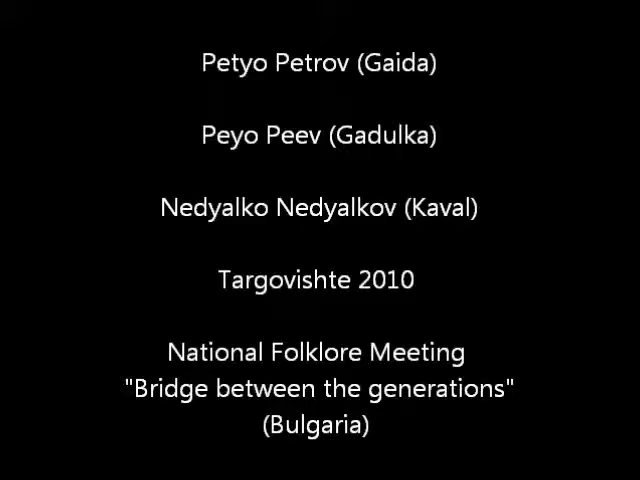 Petyo Petrov (Gaida)
Peyo Peev (Gadulka)
Nedyalko Nedyalkov (Kaval)
Targovishte 2010
National Folklore Meeting
"Bridge between the generations"
(Bulgaria)